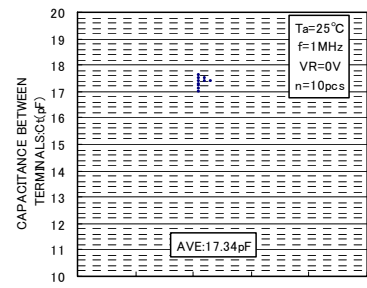 CAPACITANCE BETWEEN
TERMINALS:Ct(pF)
20
19
18
17
16
15
14
13
12
11
10
Ta=25℃
f=1MHz
VR=0V
n=10pcs
AVE:17.34pF